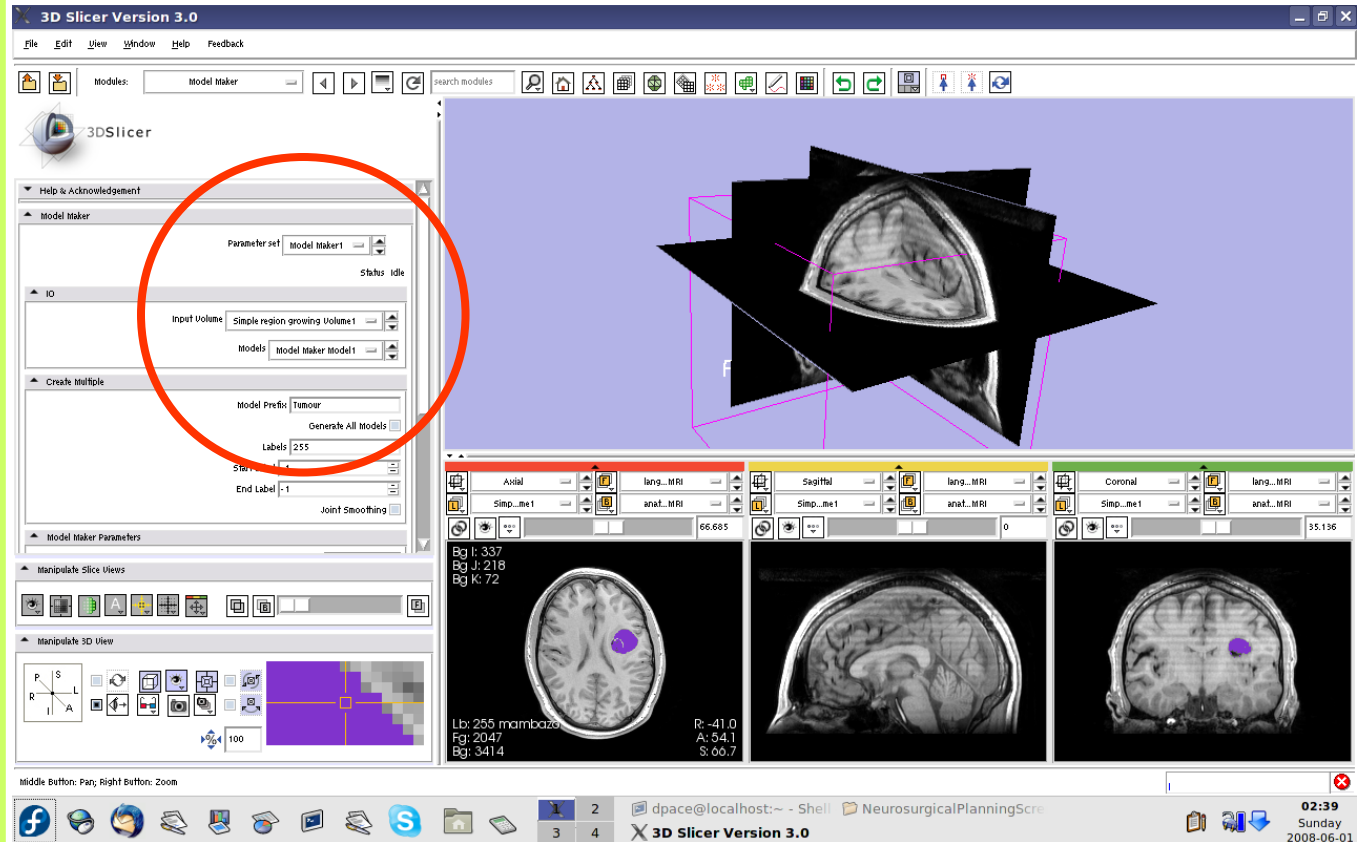 3D Slicer Version 3.0
File Edit View Window Help Feedback
Modules: Model Maker search modules
3DSlicer
Help & Acknowledgement
Model Maker
Parameter set Model Maker1
Status Idle
IO
Input Volume Simple region growing Volume1
Models Model Maker Model1
Create Multiple
Model Prefix Tumour
Generate All Models
Labels 255
End Label -1
Joint Smoothing
Model Maker Parameters
Manipulate Slice Views
Manipulate 3D View
P S
R L
I A
100
Axial lang...MRI
Simp...me1 anat...MRI
66.685
Bg I: 337
Bg J: 218
Bg K: 72
Lb: 255 mambazo R: -41.0
Fg: 2047 A: 54.1
Bg: 3414 S: 66.7
Sagittal lang...MRI
Simp...me1 anat...MRI
0
Coronal lang...MRI
Simp...me1 anat...MRI
35.136
Middle Button: Pan; Right Button: Zoom
1 2 dpace@localhost:~ - Shell NeurosurgicalPlanningScre
3 4 3D Slicer Version 3.0
02:39
Sunday
2008-06-01